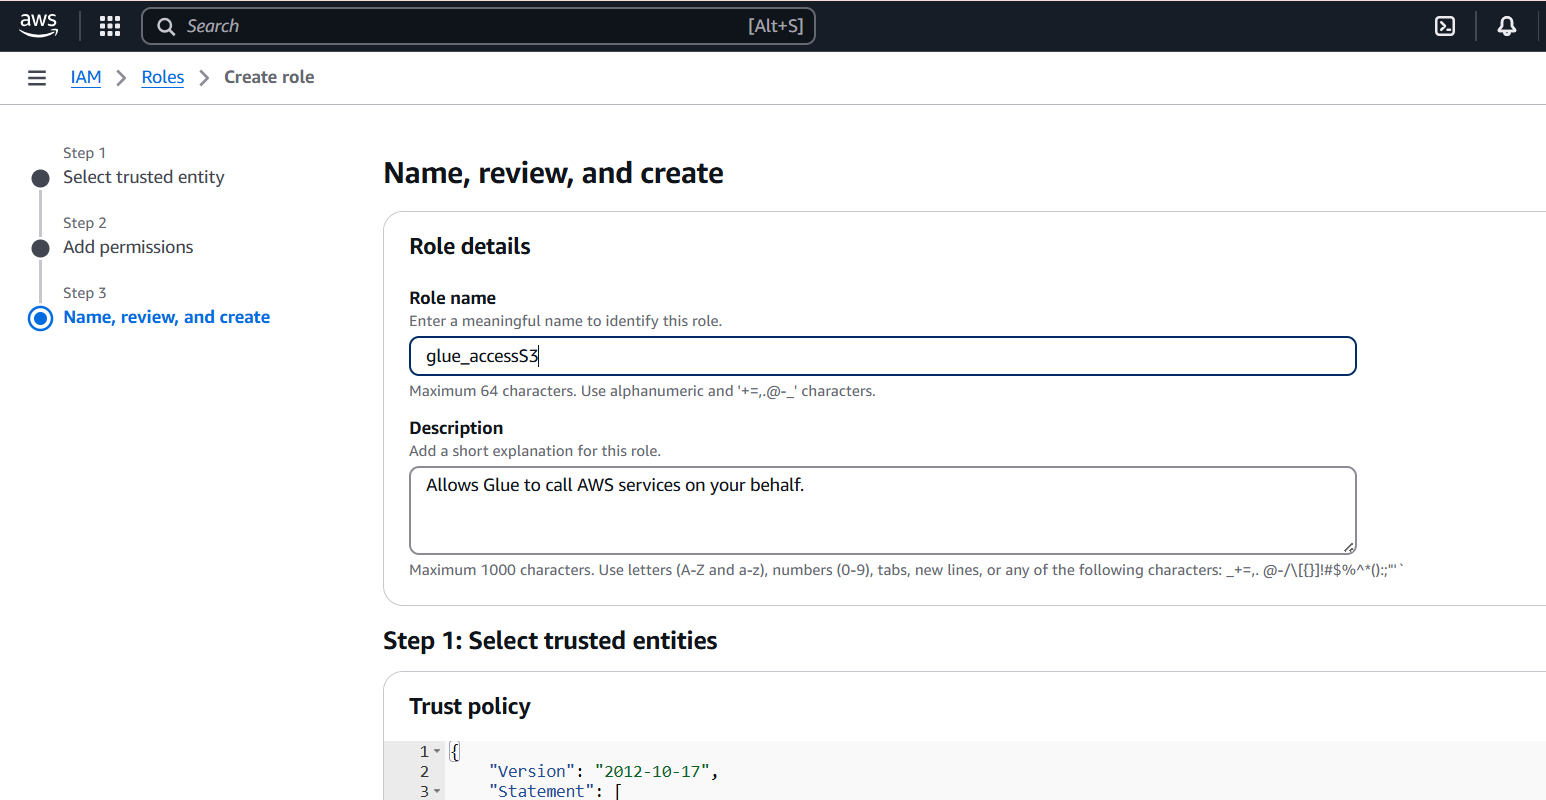 aws
Search [Alt+S]
IAM > Roles > Create role
Step 1
Select trusted entity
Step 2
Add permissions
Step 3
Name, review, and create
Name, review, and create
Role details
Role name
Enter a meaningful name to identify this role.
glue_accessS3
Maximum 64 characters. Use alphanumeric and '+=,.@-_' characters.
Description
Add a short explanation for this role.
Allows Glue to call AWS services on your behalf.
Maximum 1000 characters. Use letters (A-Z and a-z), numbers (0-9), tabs, new lines, or any of the following characters: _+=,. @-/\[{}]!#$%^*();:"'`
Step 1: Select trusted entities
Trust policy
1 {
2 "Version": "2012-10-17",
3 "Statement": [